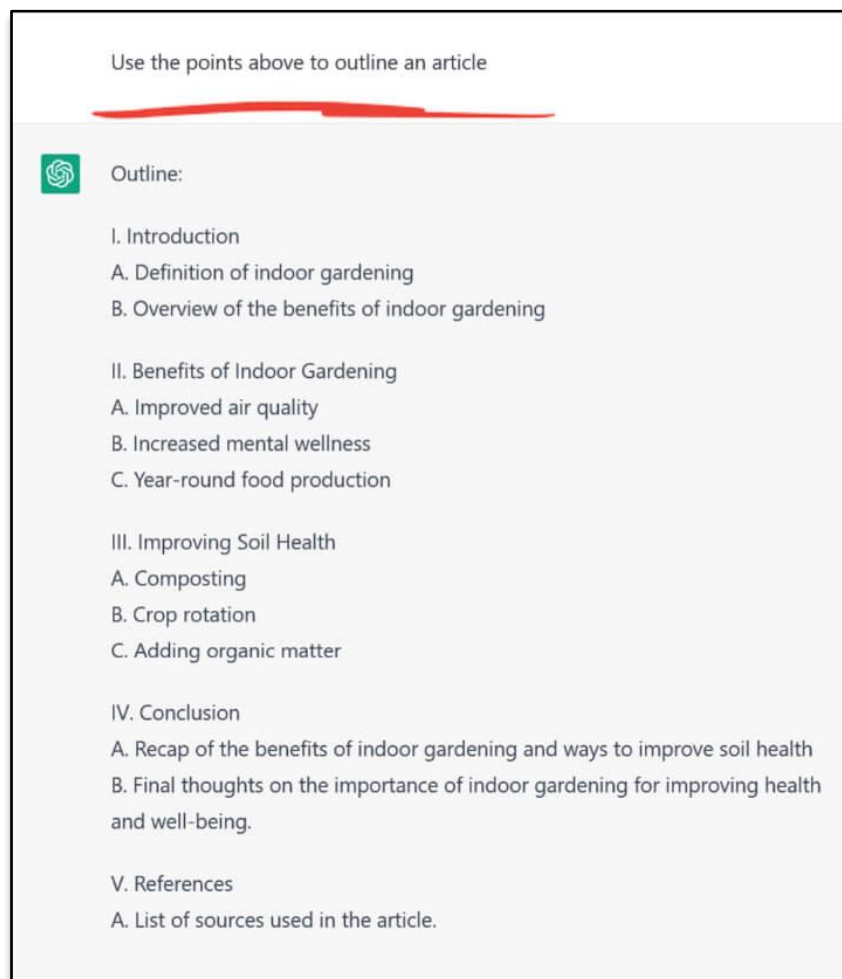 Use the points above to outline an article
Outline:
I. Introduction
A. Definition of indoor gardening
B. Overview of the benefits of indoor gardening
II. Benefits of Indoor Gardening
A. Improved air quality
B. Increased mental wellness
C. Year-round food production
III. Improving Soil Health
A. Composting
B. Crop rotation
C. Adding organic matter
IV. Conclusion
A. Recap of the benefits of indoor gardening and ways to improve soil health
B. Final thoughts on the importance of indoor gardening for improving health
and well-being.
V. References
A. List of sources used in the article.